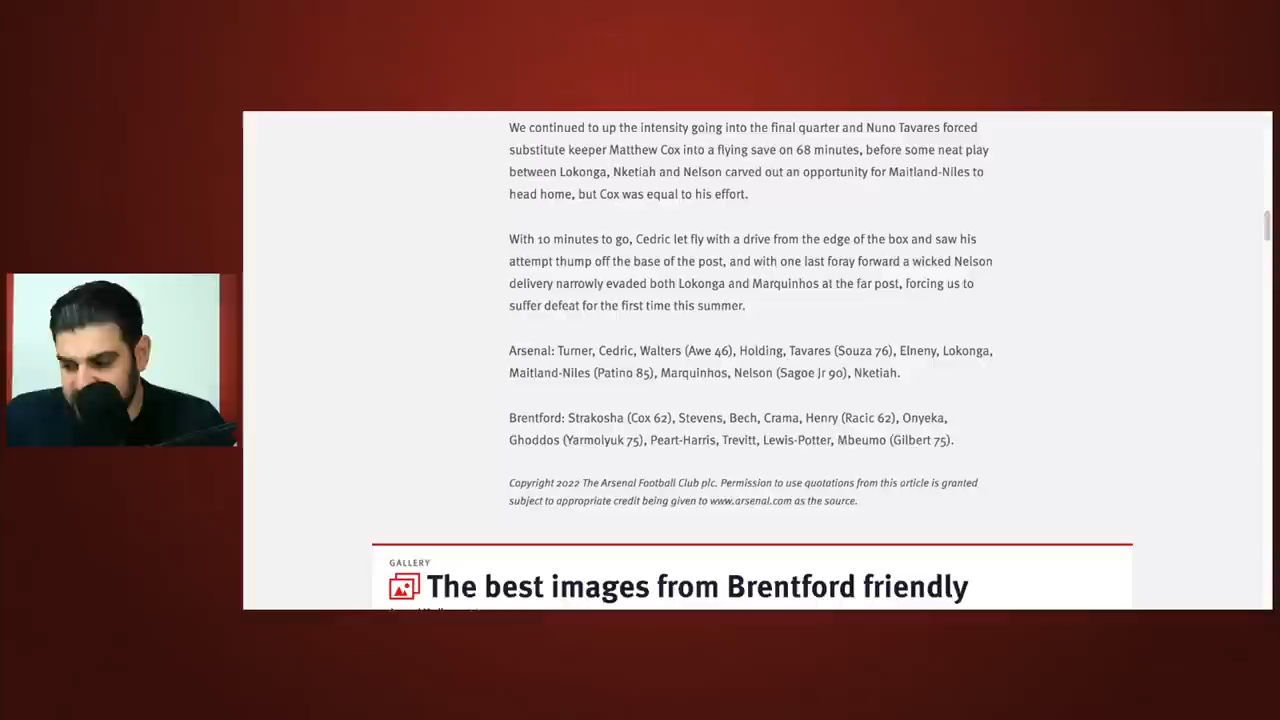 We continued to up the intensity going into the final quarter and Nuno Tavares forced
substitute keeper Matthew Cox into a flying save on 68 minutes, before some neat play
between Lokonga, Nketiah and Nelson carved out an opportunity for Maitland-Niles to
head home, but Cox was equal to his effort.
With 10 minutes to go, Cedric let fly with a drive from the edge of the box and saw his
attempt thump off the base of the post, and with one last foray forward a wicked Nelson
delivery narrowly evaded both Lokonga and Marquinhos at the far post, forcing us to
suffer defeat for the first time this summer.
Arsenal: Turner, Cedric, Walters (Awe 46), Holding, Tavares (Souza 76), Elneny, Lokonga,
Maitland-Niles (Patino 85), Marquinhos, Nelson (Sagoe Jr 90), Nketiah.
Brentford: Strakosha (Cox 62), Stevens, Bech, Crama, Henry (Racic 62), Onyeka,
Ghoddos (Yarmolyuk 75), Peart-Harris, Trevitt, Lewis-Potter, Mbeumo (Gilbert 75).
Copyright 2022 The Arsenal Football Club plc. Permission to use quotations from this article is granted
subject to appropriate credit being given to www.arsenal.com as the source.
GALLERY
The best images from Brentford friendly